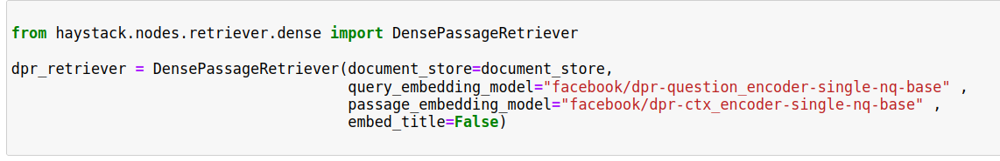 from haystack.nodes.retriever.dense import DensePassageRetriever
dpr_retriever = DensePassageRetriever(document_store=document_store,
query_embedding_model="facebook/dpr-question_encoder-single-nq-base" ,
passage_embedding_model="facebook/dpr-ctx_encoder-single-nq-base" ,
embed_title=False)